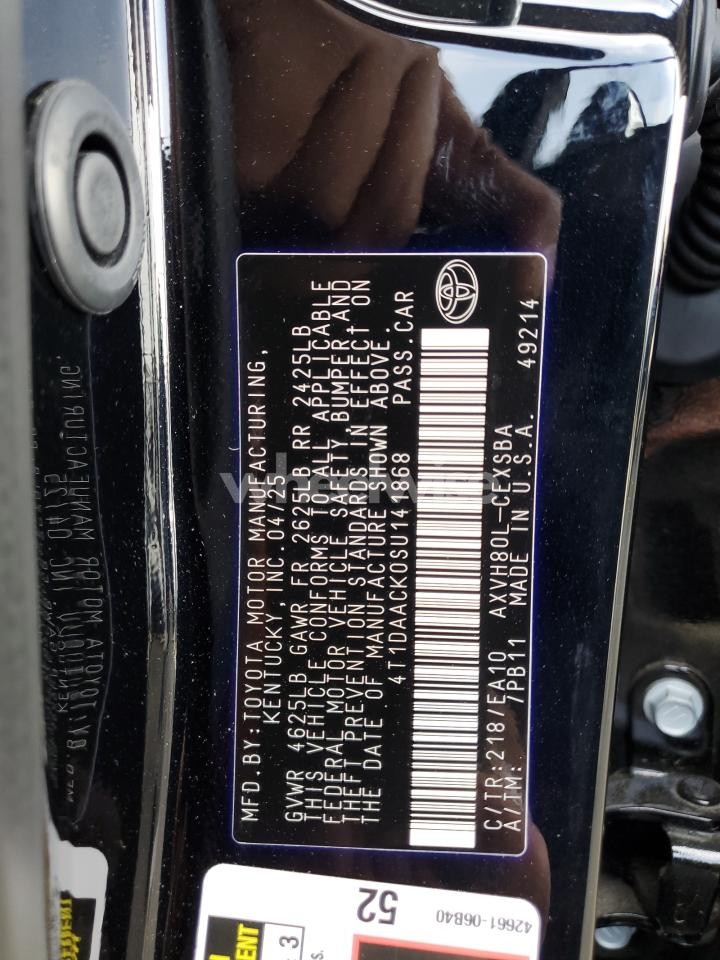 MFD.BY:TOYOTA MOTOR MANUFACTURING,
KENTUCKY, INC.04/25
GVWR 4625LB GAWR FR 2625LB RR 2425LB
THIS VEHICLE CONFORMS TO ALL APPLICABLE
FEDERAL MOTOR VEHICLE SAFETY, BUMPER,AND
THEFT PREVENTION STANDARDS IN EFFECT ON
THE DATE OF MANUFACTURE SHOWN ABOVE.
4T1DAACK0SU141868 PASS.CAR
C/TR:218/EA10 AXVH80L-CEXSBA
A/TM: /PB11 MADE IN U.S.A. 49214
52
42661-06B40
3